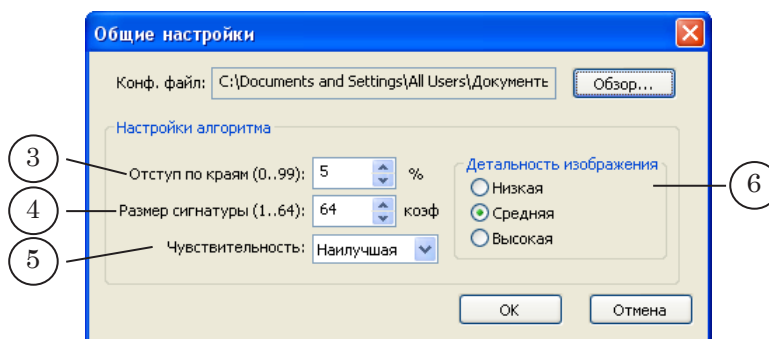 Общие настройки
Конф. файл: C:\Documents and Settings\All Users\Документь Обзор...
Настройки алгоритма
3 Отступ по краям (0..99): 5 %
4 Размер сигнатуры (1..64): 64 коэф
5 Чувствительность: Наилучшая
Детальность изображения 6
Низкая
Средняя
Высокая
OK Отмена